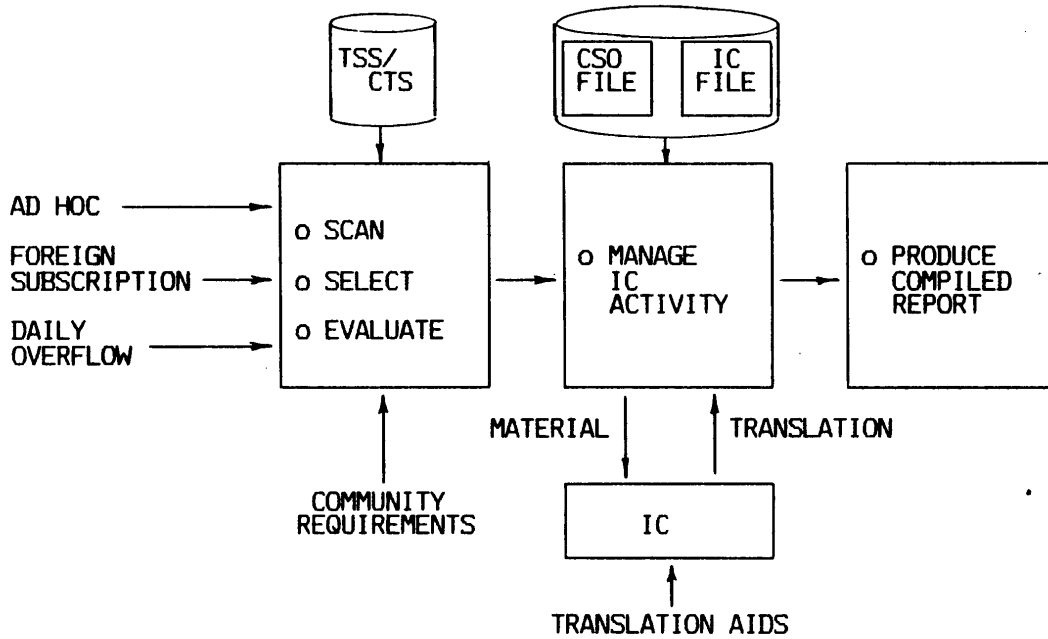 TSS/
CTS
CSO
FILE
IC
FILE
AD HOC
FOREIGN
SUBSCRIPTION
DAILY
OVERFLOW
o SCAN
o SELECT
o EVALUATE
o MANAGE
IC
ACTIVITY
o PRODUCE
COMPILED
REPORT
MATERIAL
TRANSLATION
COMMUNITY
REQUIREMENTS
IC
TRANSLATION AIDS